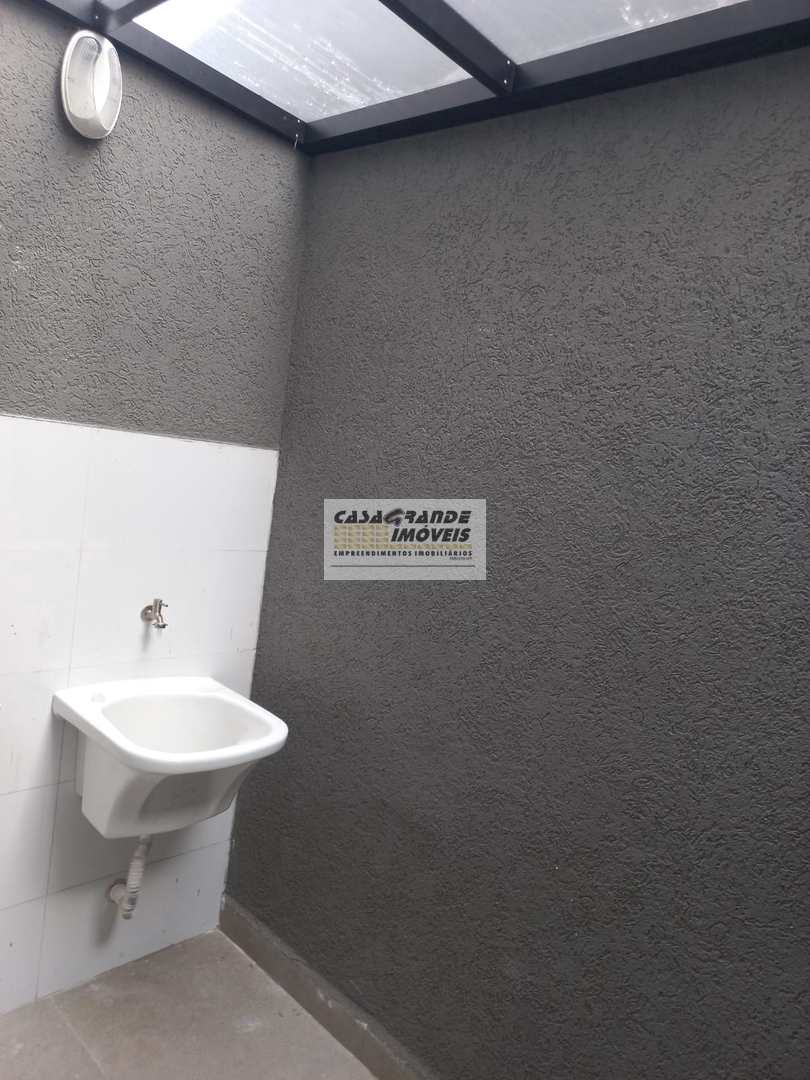 CASAGRANDE
IMÓVEIS
EMPREENDIMENTOS IMOBILIÁRIOS